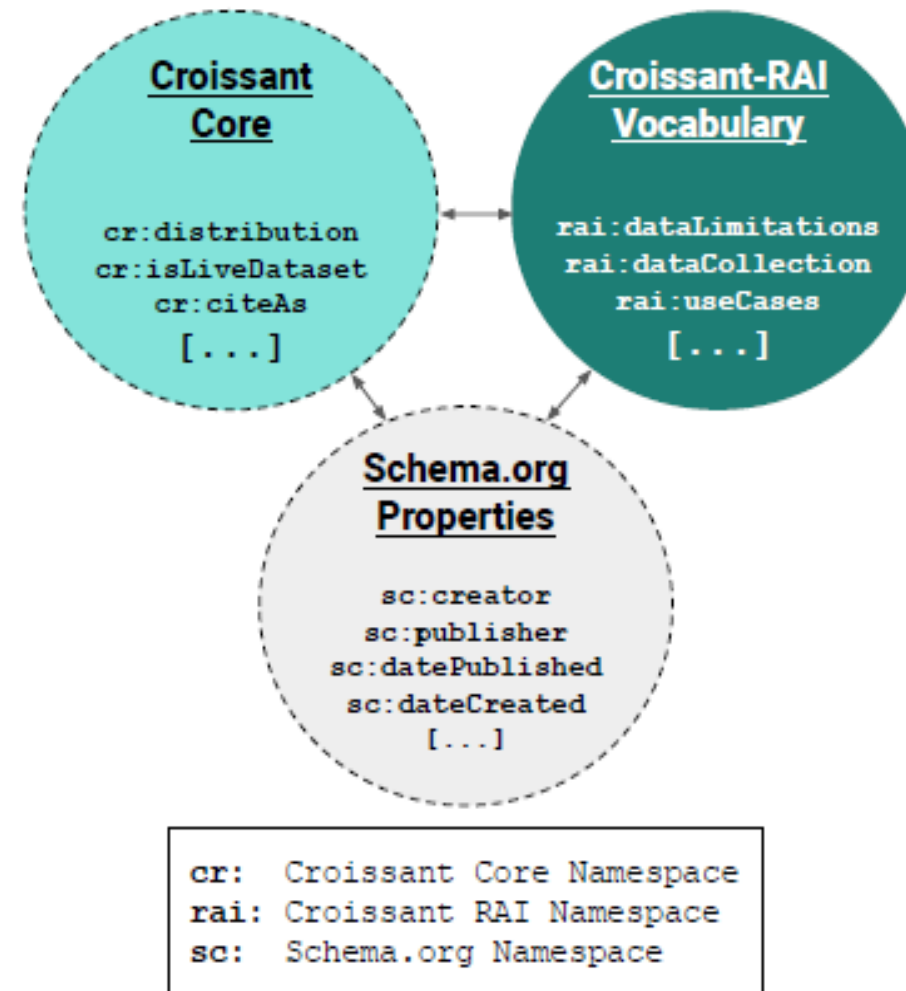 Croissant
Core
cr:distribution
cr:isLiveDataset
cr:citeAs
[...]
Croissant-RAI
Vocabulary
rai:dataLimitations
rai:dataCollection
rai:useCases
[...]
Schema.org
Properties
sc:creator
sc:publisher
sc:datePublished
sc:dateCreated
[...]
cr: Croissant Core Namespace
rai: Croissant RAI Namespace
sc: Schema.org Namespace